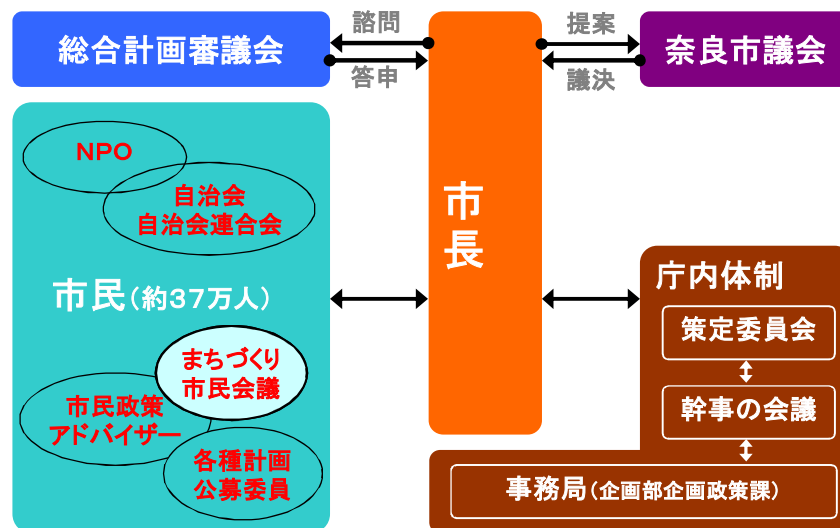 総合計画審議会
諮問
答申
市長
提案
議決
奈良市議会
NPO
自治会
自治会連合会
市民(約37万人)
まちづくり
市民会議
市民政策
アドバイザー
各種計画
公募委員
庁内体制
策定委員会
幹事の会議
事務局(企画部企画政策課)